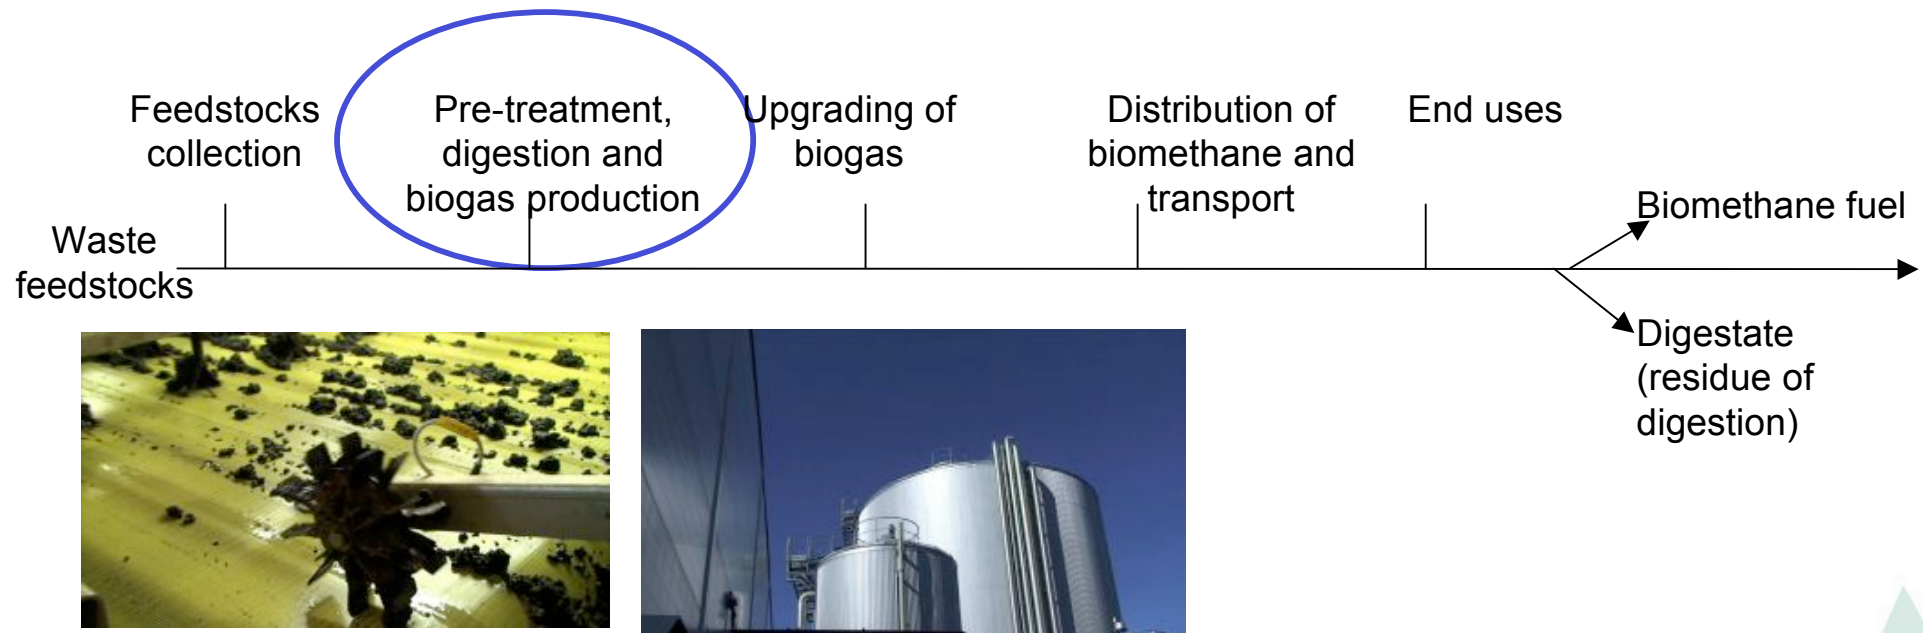 Feedstocks
collection
Pre-treatment,
digestion and
biogas production
Upgrading of
biogas
Distribution of
biomethane and
transport
End uses
Waste
feedstocks
Biomethane fuel
Digestate
(residue of
digestion)